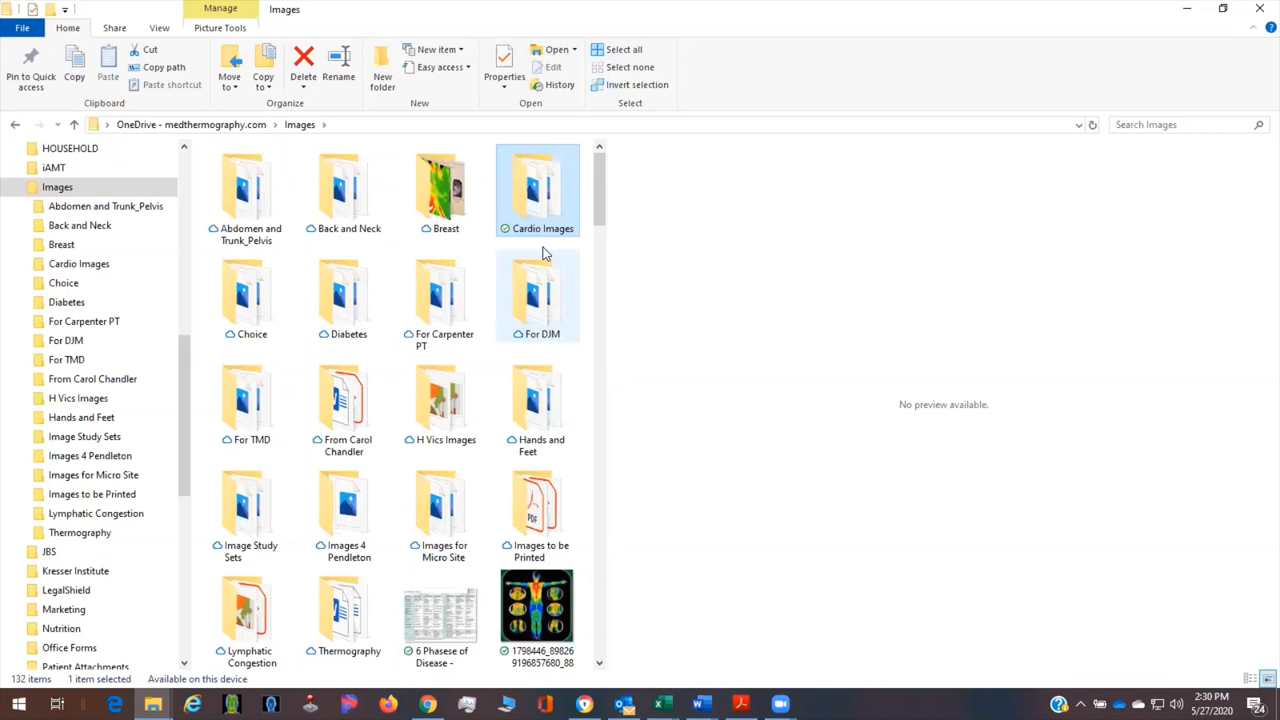 Manage
Images
File
Home
Share
View
Picture Tools
Pin to Quick
access
Copy
Paste
Cut
Copy path
Paste shortcut
Clipboard
Move
to
Copy
to
Delete
Rename
Organize
New
folder
New item
Easy access
New
Properties
Open
Edit
History
Open
Select all
Select none
Invert selection
Select
OneDrive - medthermography.com
Images
Search Images
HOUSEHOLD
iAMT
Images
Abdomen and Trunk_Pelvis
Back and Neck
Breast
Cardio Images
Choice
Diabetes
For Carpenter PT
For DJM
For TMD
From Carol Chandler
H Vics Images
Hands and Feet
Image Study Sets
Images 4 Pendleton
Images for Micro Site
Images to be Printed
Lymphatic Congestion
Thermography
JBS
Kresser Institute
LegalShield
Marketing
Nutrition
Office Forms
Patient Attachments
Abdomen and
Trunk_Pelvis
Back and Neck
Breast
Cardio Images
Choice
Diabetes
For Carpenter
PT
For DJM
For TMD
From Carol
Chandler
H Vics Images
Hands and
Feet
Image Study
Sets
Images 4
Pendleton
Images for
Micro Site
PDF
Images to be
Printed
Lymphatic
Congestion
Thermography
6 Phasese of
Disease -
1798446_89826
9196857680_88
No preview available.
132 items
1 item selected
Available on this device
2:30 PM
5/27/2020
24